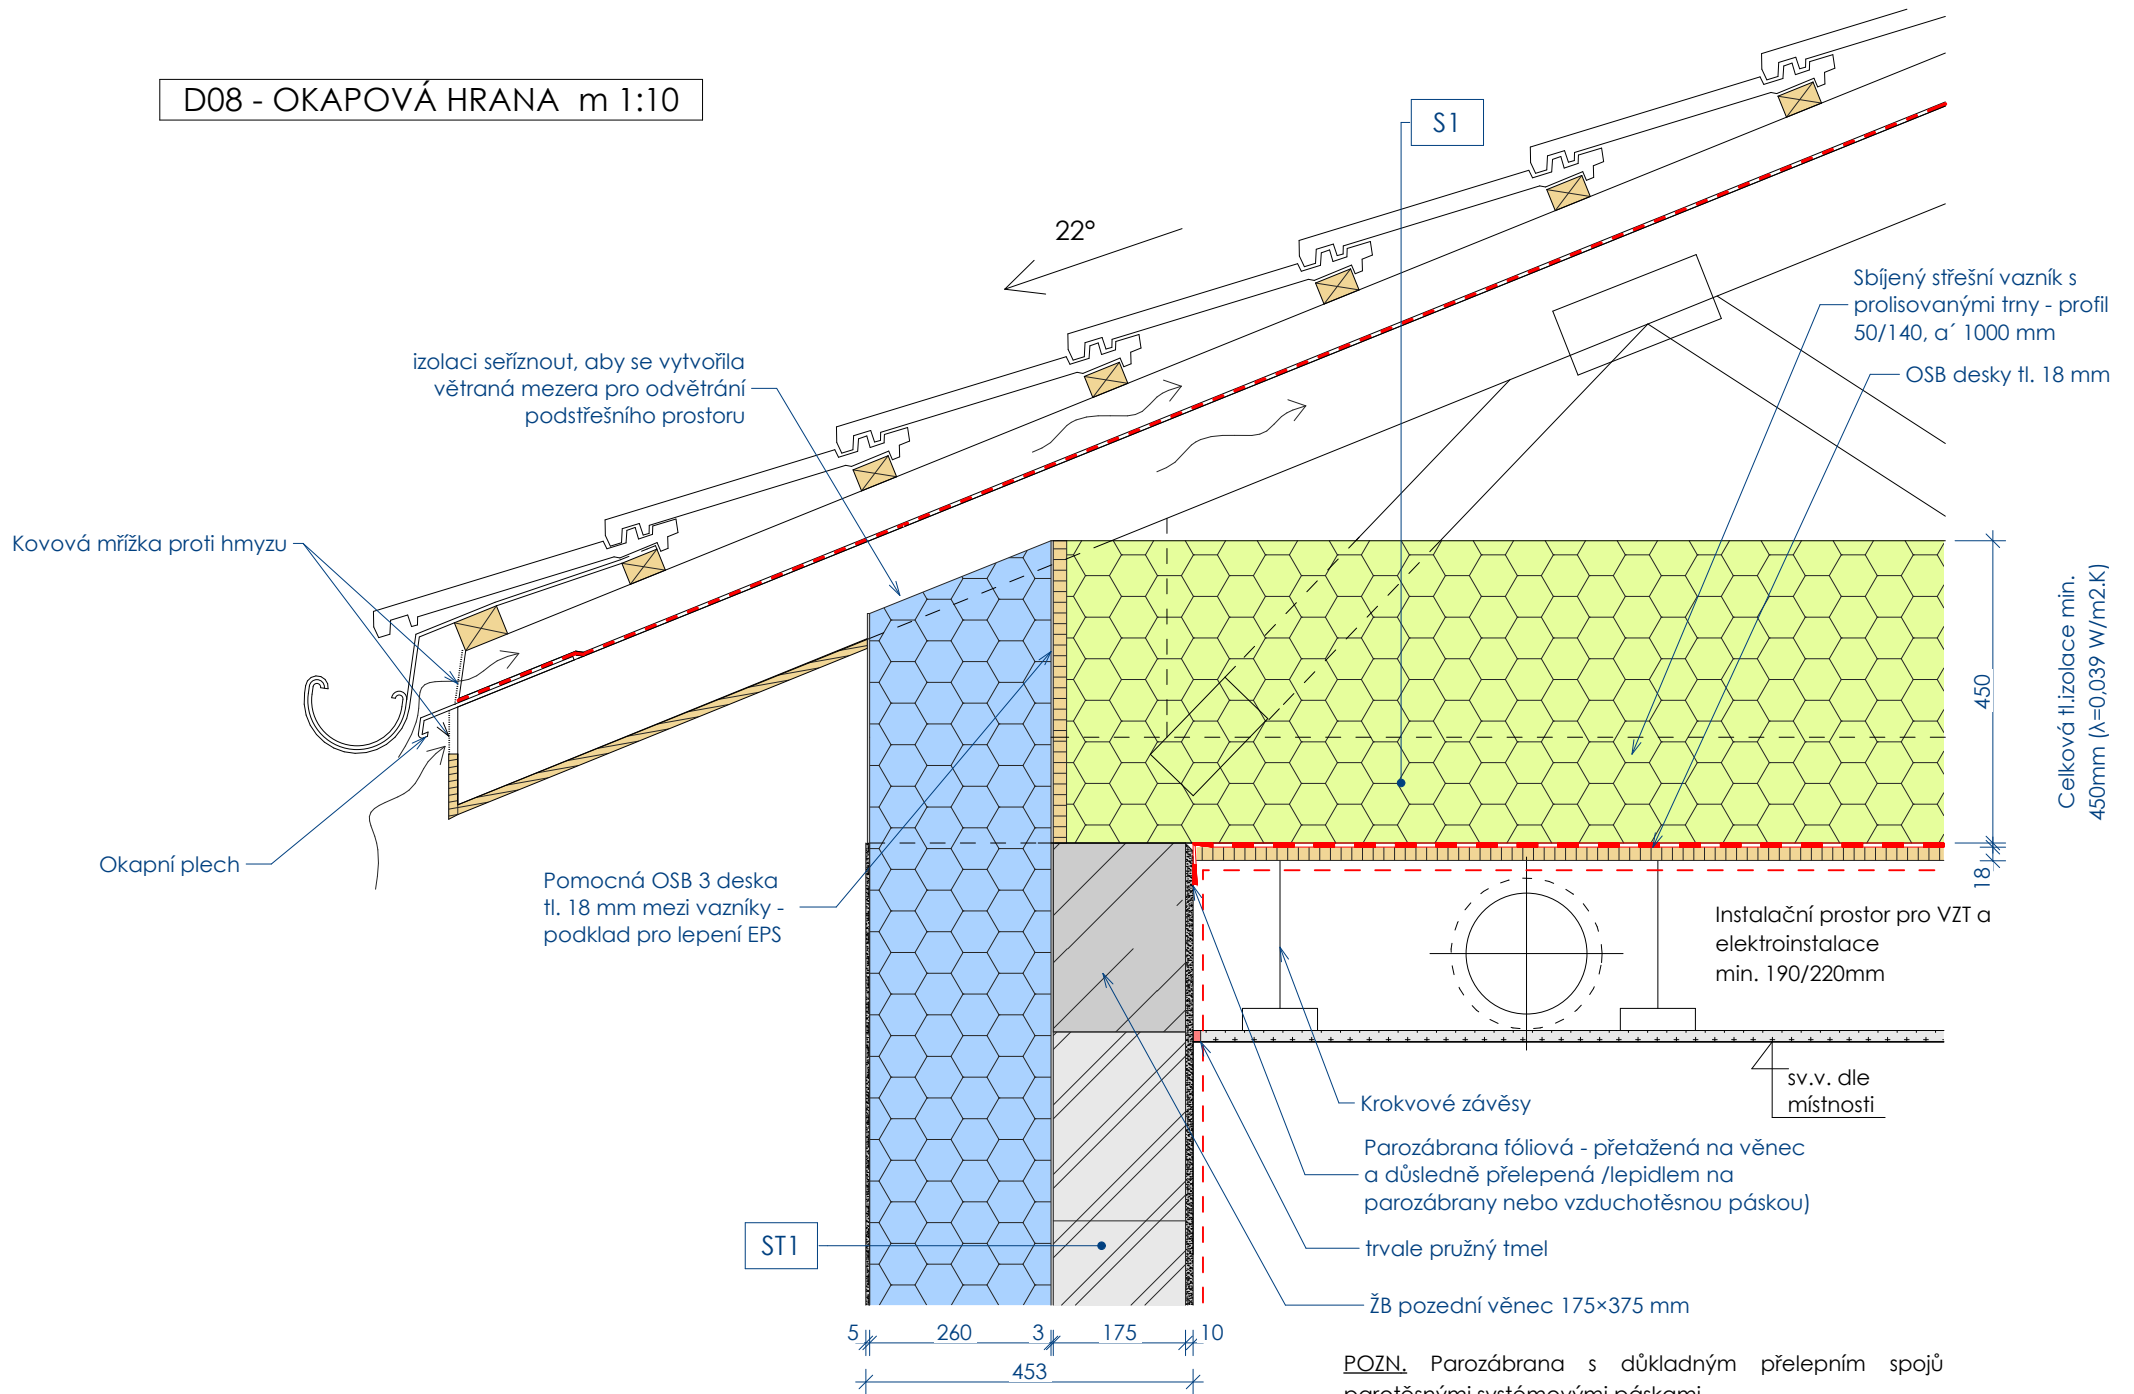 D08 - OKAPOVÁ HRANA  m 1:10
S1
22°
Sbíjený střešní vazník s
prolisovanými trny - profil
50/140, a´ 1000 mm
OSB desky tl. 18 mm
izolaci seříznout, aby se vytvořila
větraná mezera pro odvětrání
podstřešního prostoru
Kovová mřížka proti hmyzu
Okapní plech
Pomocná OSB 3 deska
tl. 18 mm mezi vazníky -
podklad pro lepení EPS
450
18
Celková tl.izolace min.
450mm (λ=0,039 W/m2.K)
Instalační prostor pro VZT a
elektroinstalace
min. 190/220mm
sv.v. dle
místnosti
Krokvové závěsy
Parozábrana fóliová - přetažená na věnec
a důsledně přelepená /lepidlem na
parozábrany nebo vzduchotěsnou páskou)
trvale pružný tmel
ŽB pozední věnec 175×375 mm
ST1
5 260 3 175 10
453
POZN. Parozábrana s důkladným přelepním spojů
parotěsnými systémovými páskami